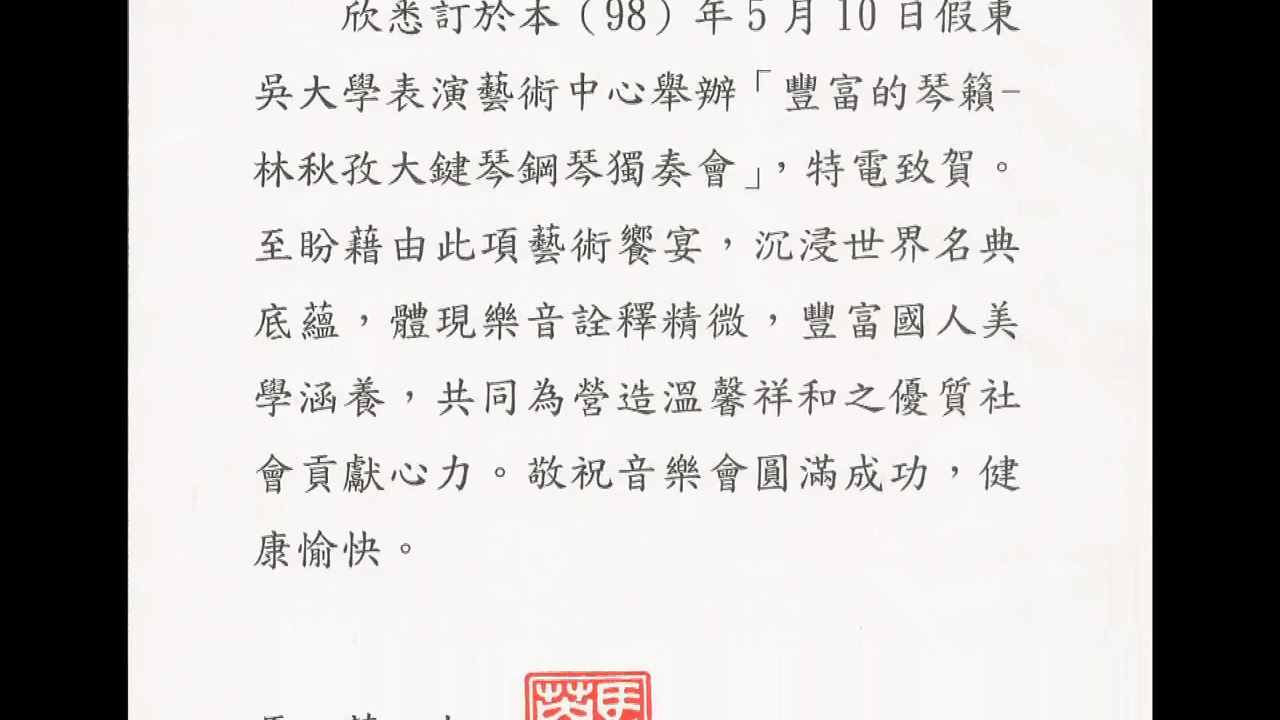 欣悉訂於本（98）年5月10日假東
吳大學表演藝術中心舉辦「豐富的琴籟-
林秋孜大鍵琴鋼琴獨奏會」，特電致賀。
至盼藉由此項藝術饗宴，沉浸世界名典
底蘊，體現樂音詮釋精微，豐富國人美
學涵養，共同為營造溫馨祥和之優質社
會貢獻心力。敬祝音樂會圓滿成功，健
康愉快。